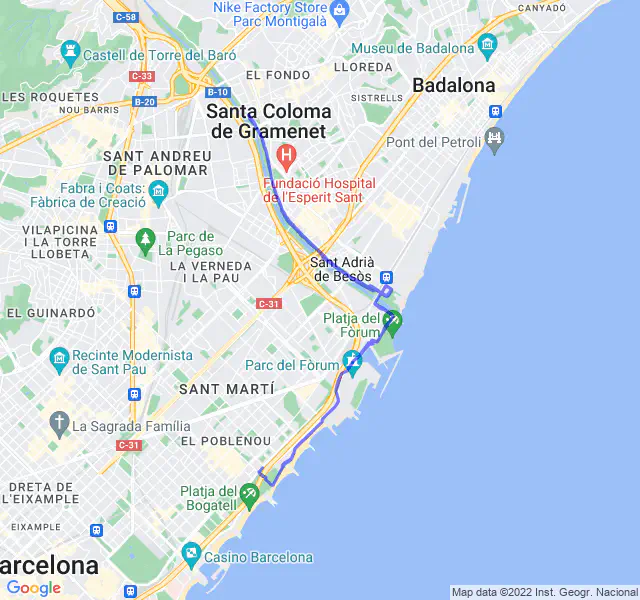 C-58
Nike Factory Store
Parc Montigalà
CANYADÓ
Castell de Torre del Baró
Museu de Badalona
C-33
EL FONDO
LLOREDA
Badalona
B-10
B-20
LES ROQUETES
NOU BARRIS
SISTRELLS
Santa Coloma
de Gramenet
Pont del Petroli
SANT ANDREU
DE PALOMAR
Fundació Hospital
de l'Esperit Sant
Fabra i Coats:
Fàbrica de Creació
VILAPICINA
I LA TORRE
LLOBETA
Parc de
La Pegaso
LA VERNEDA
I LA PAU
Sant Adrià
de Besòs
C-31
EL GUINARDÓ
Platja del
Fòrum
Recinte Modernista
de Sant Pau
Parc del Fòrum
SANT MARTÍ
La Sagrada Família
C-31
EL POBLENOU
DRETA DE
L'EIXAMPLE
Platja del
Bogatell
EIXAMPLE
Casino Barcelona
arcelona
Google
Map data ©2022 Inst. Geogr. Nacional